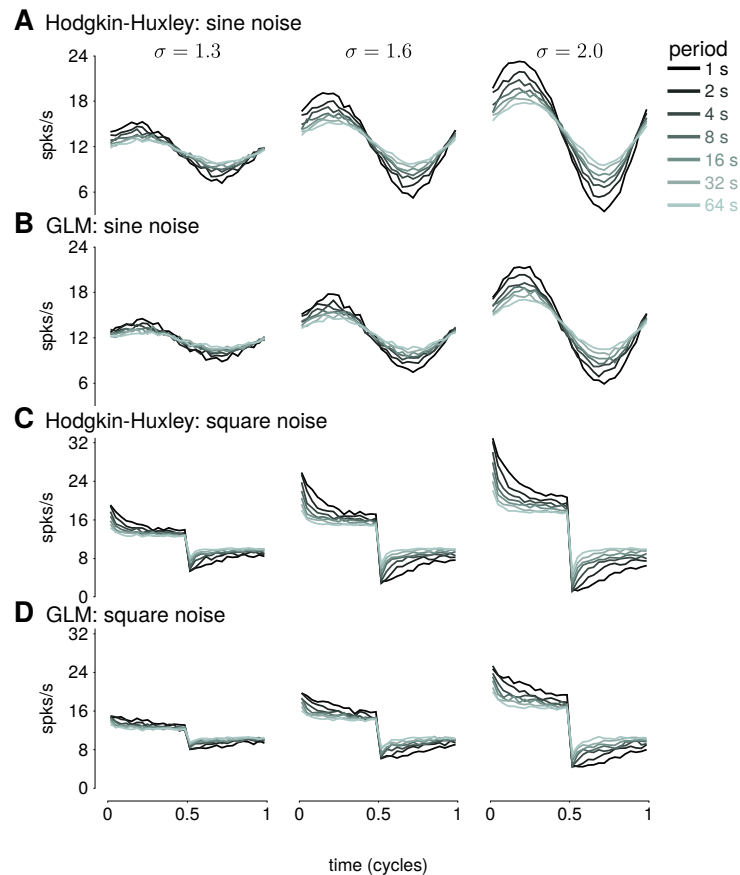 A Hodgkin-Huxley: sine noise
σ = 1.3 σ = 1.6 σ = 2.0
period
1 s
2 s
4 s
8 s
16 s
32 s
64 s
24
18
12
6
spks/s
B GLM: sine noise
24
18
12
6
spks/s
C Hodgkin-Huxley: square noise
32
24
16
8
0
spks/s
D GLM: square noise
32
24
16
8
0
spks/s
0 0.5 1 0 0.5 1 0 0.5 1
time (cycles)